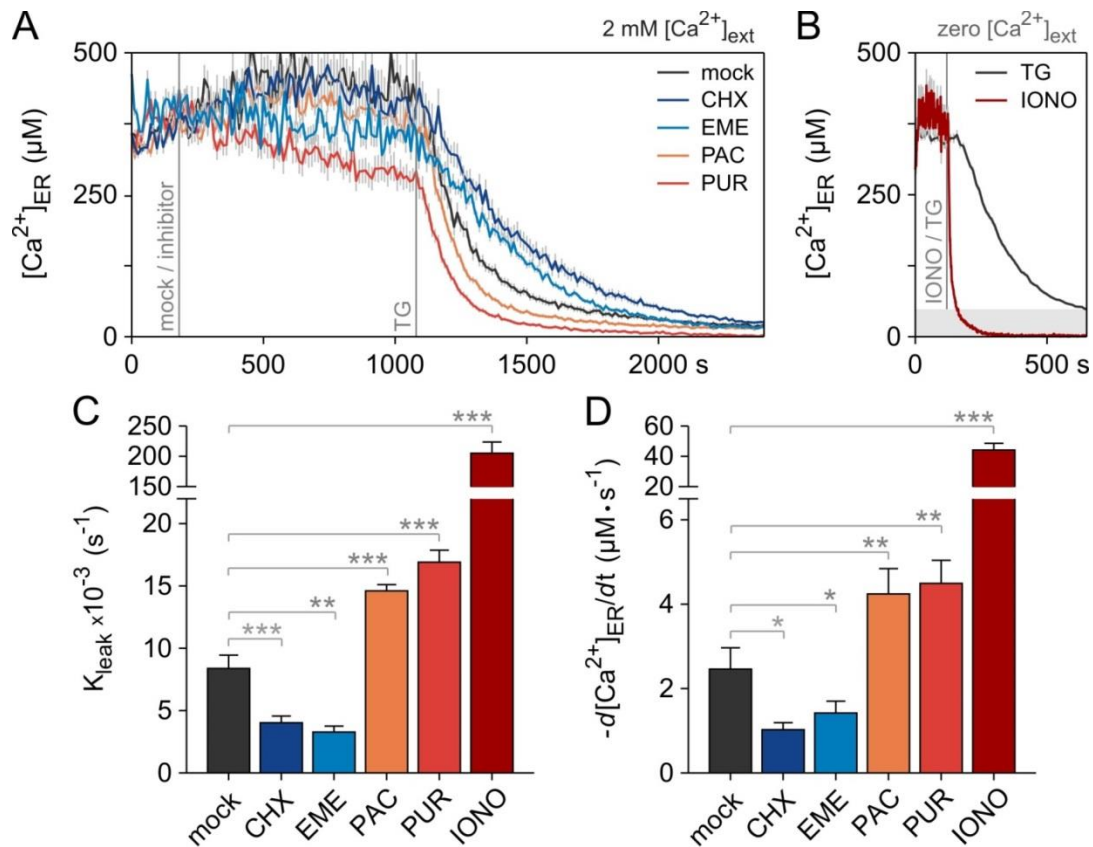 A
2 mM [Ca²⁺]ext
500
250
0
[Ca²⁺]ER (µM)
mock / inhibitor
TG
mock
CHX
EME
PAC
PUR
0 500 1000 1500 2000 s
B
zero [Ca²⁺]ext
500
250
0
[Ca²⁺]ER (µM)
IONO / TG
TG
IONO
0 500 s
C
250
200
150
20
15
10
5
0
Kleak x10⁻³ (s⁻¹)
***
***
***
**
***
mock CHX EME PAC PUR IONO
D
60
40
20
6
4
2
0
-d[Ca²⁺]ER/dt (µM·s⁻¹)
***
**
**
*
*
mock CHX EME PAC PUR IONO